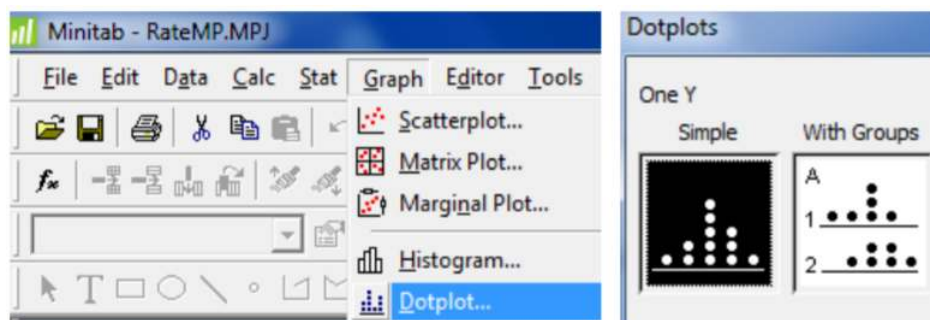 Minitab - RateMP.MPJ
File Edit Data Calc Stat Graph Editor Tools
Scatterplot...
Matrix Plot...
Marginal Plot...
Histogram...
Dotplot...
fx
T
Dotplots
One Y
Simple With Groups
A
1
2